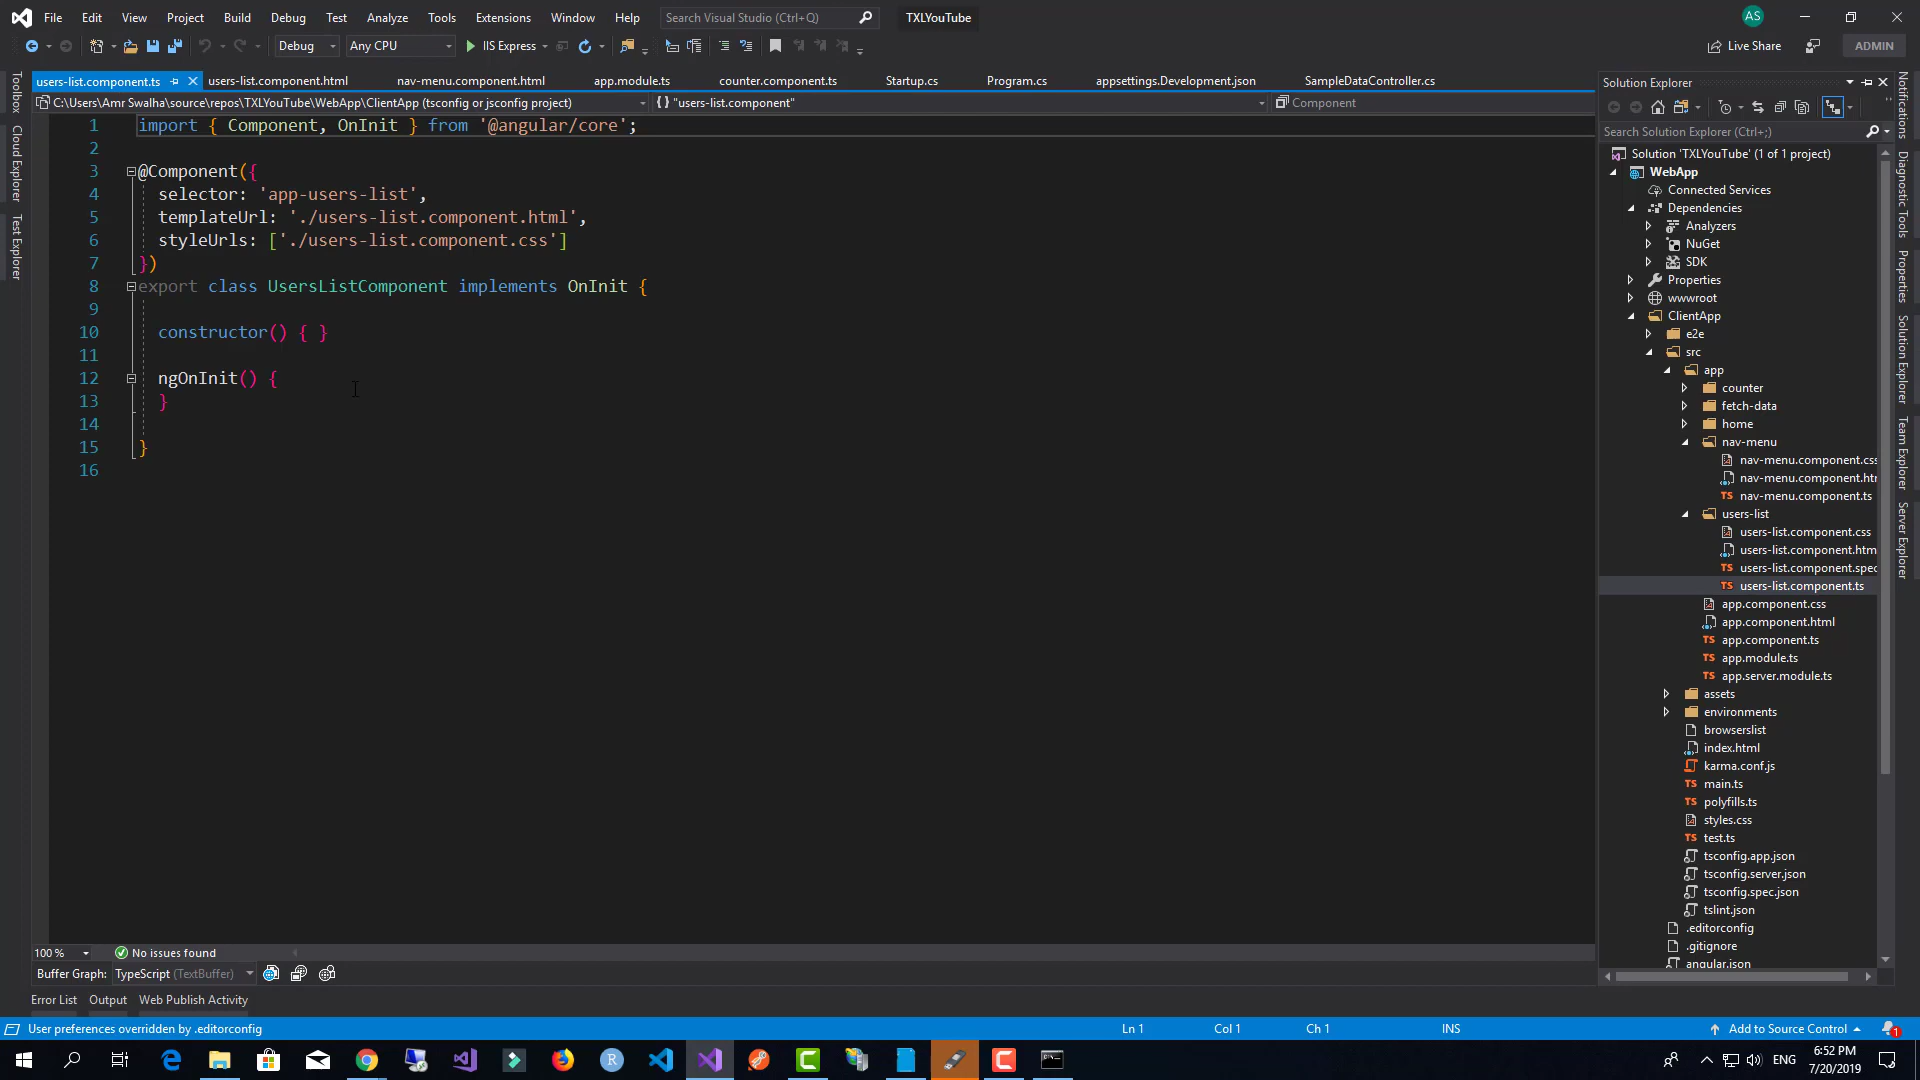 File Edit View Project Build Debug Test Analyze Tools Extensions Window Help Search Visual Studio (Ctrl+Q) TXLYouTube AS
Debug Any CPU IIS Express Live Share ADMIN
users-list.component.ts users-list.component.html nav-menu.component.html app.module.ts counter.component.ts Startup.cs Program.cs appsettings.Development.json SampleDataController.cs
C:\Users\Amr Swalha\source\repos\TXLYouTube\WebApp\ClientApp (tsconfig or jsconfig project) {} "users-list.component" Component
1 import { Component, OnInit } from '@angular/core';
2
3 @Component({
4 selector: 'app-users-list',
5 templateUrl: './users-list.component.html',
6 styleUrls: ['./users-list.component.css']
7 })
8 export class UsersListComponent implements OnInit {
9
10 constructor() { }
11
12 ngOnInit() {
13 }
14
15 }
16
100 % No issues found
Buffer Graph: TypeScript (TextBuffer)
Error List Output Web Publish Activity
User preferences overridden by .editorconfig Ln 1 Col 1 Ch 1 INS Add to Source Control 1
Toolbox
Cloud Explorer
Test Explorer
Solution Explorer
Search Solution Explorer (Ctrl+;)
Solution 'TXLYouTube' (1 of 1 project)
WebApp
Connected Services
Dependencies
Analyzers
NuGet
SDK
Properties
wwwroot
ClientApp
e2e
src
app
counter
fetch-data
home
nav-menu
nav-menu.component.css
nav-menu.component.htm
TS nav-menu.component.ts
users-list
users-list.component.css
users-list.component.htm
TS users-list.component.spec
TS users-list.component.ts
app.component.css
app.component.html
TS app.component.ts
TS app.module.ts
TS app.server.module.ts
assets
environments
browserslist
index.html
karma.conf.js
TS main.ts
TS polyfills.ts
styles.css
TS test.ts
tsconfig.app.json
tsconfig.server.json
tsconfig.spec.json
tslint.json
.editorconfig
.gitignore
angular.json
Notifications
Diagnostic Tools
Properties
Solution Explorer
Team Explorer
Server Explorer
ENG
6:52 PM
7/20/2019